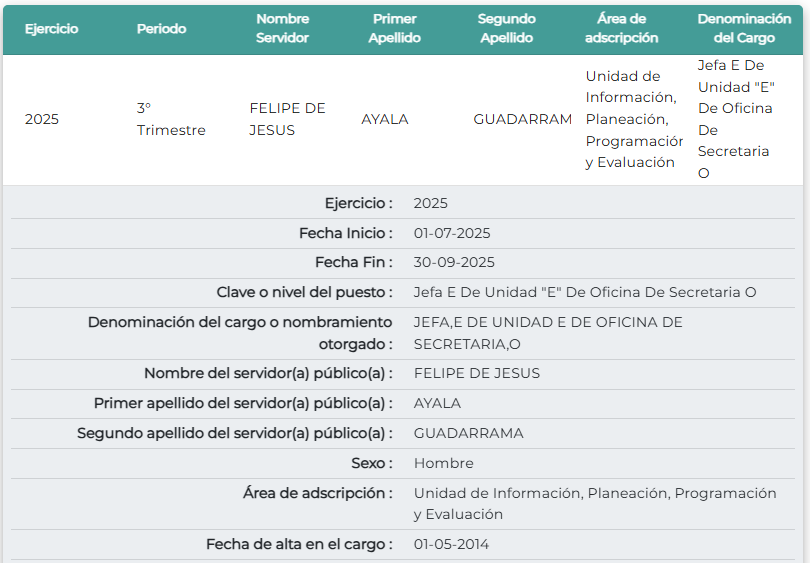 Ejercicio Periodo Nombre Servidor Primer Apellido Segundo Apellido Área de adscripción Denominación del Cargo
2025 3° Trimestre FELIPE DE JESUS AYALA GUADARRAM Unidad de Información, Planeación, Programación y Evaluación Jefa E De Unidad "E" De Oficina De Secretaria O
Ejercicio : 2025
Fecha Inicio : 01-07-2025
Fecha Fin : 30-09-2025
Clave o nivel del puesto : Jefa E De Unidad "E" De Oficina De Secretaria O
Denominación del cargo o nombramiento otorgado : JEFA,E DE UNIDAD E DE OFICINA DE SECRETARIA,O
Nombre del servidor(a) público(a) : FELIPE DE JESUS
Primer apellido del servidor(a) público(a) : AYALA
Segundo apellido del servidor(a) público(a) : GUADARRAMA
Sexo : Hombre
Área de adscripción : Unidad de Información, Planeación, Programación y Evaluación
Fecha de alta en el cargo : 01-05-2014